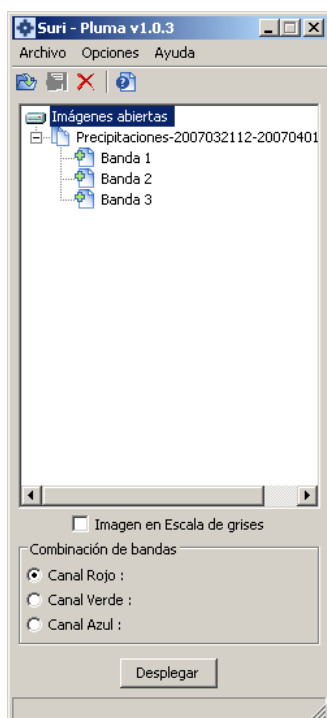 Suri - Pluma v1.0.3
Archivo Opciones Ayuda
Imágenes abiertas
Precipitaciones-2007032112-20070401
Banda 1
Banda 2
Banda 3
Imagen en Escala de grises
Combinación de bandas
Canal Rojo :
Canal Verde :
Canal Azul :
Desplegar